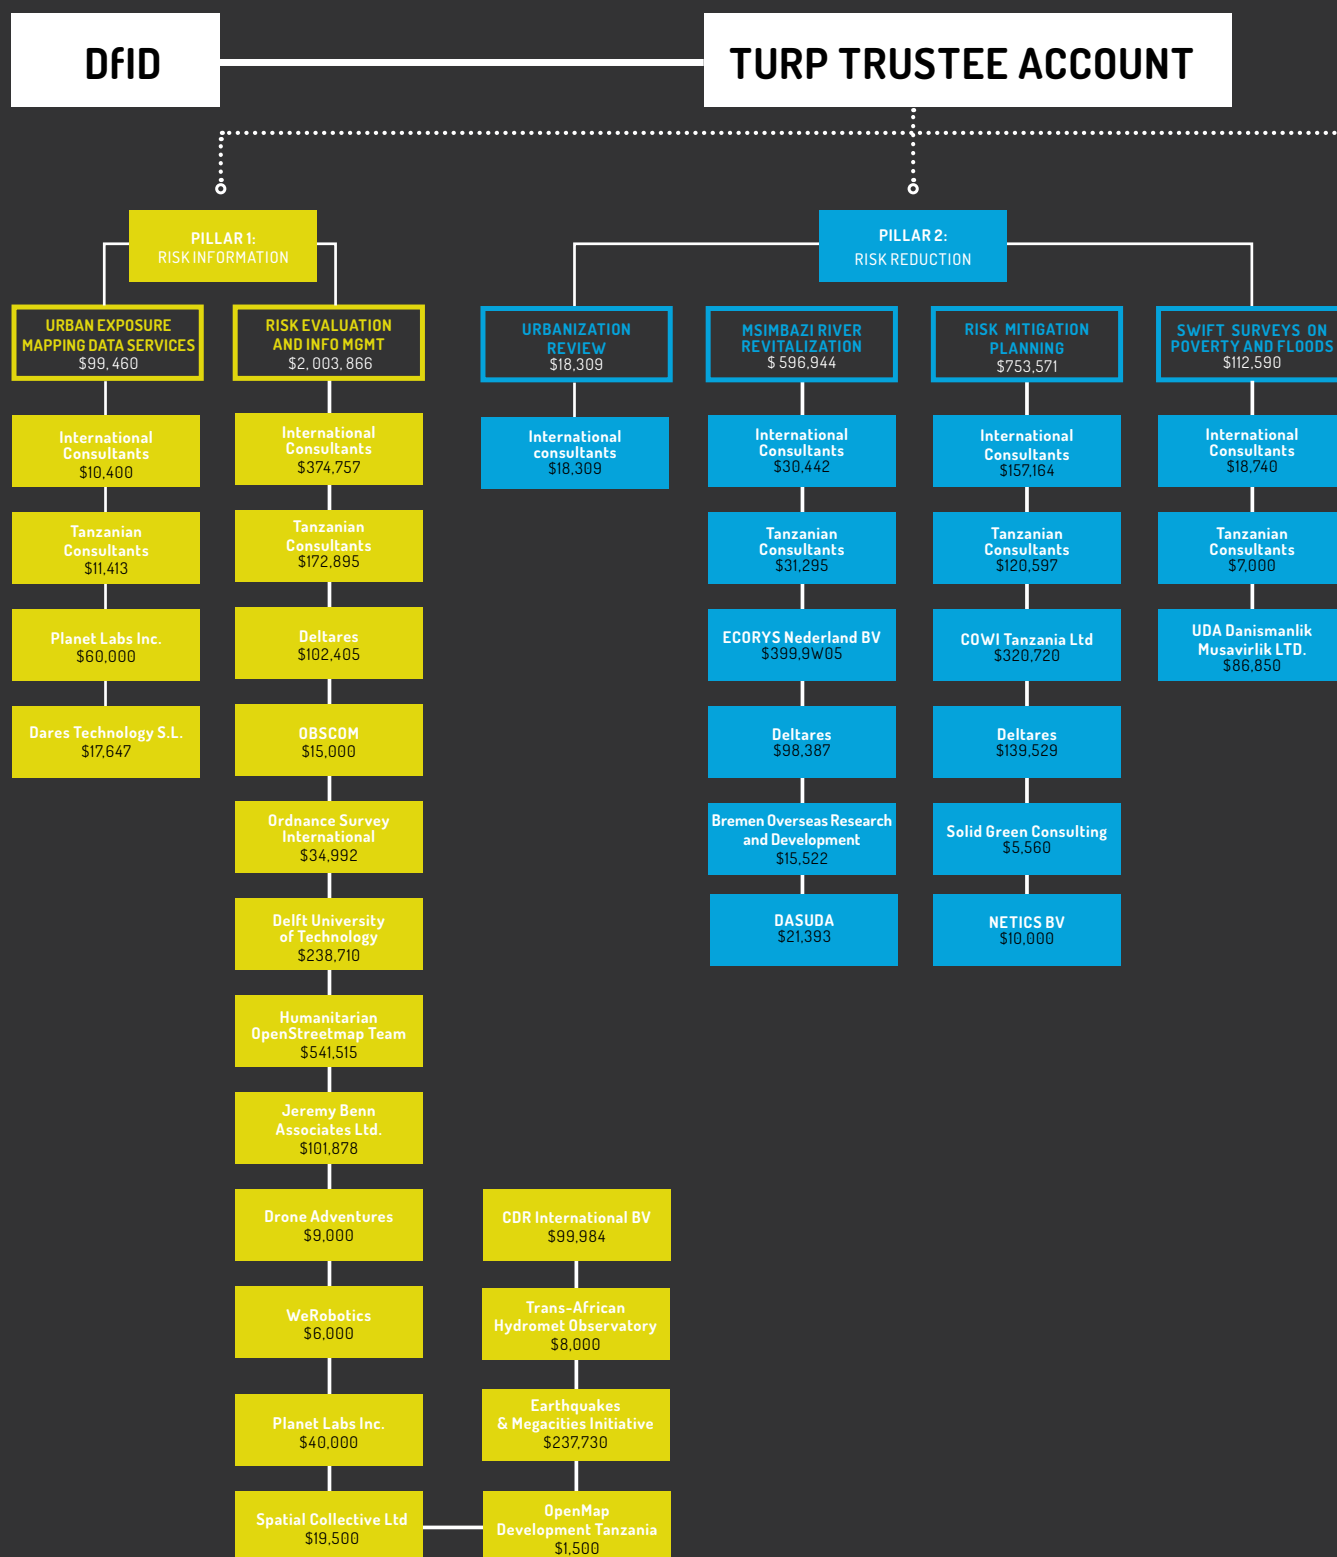 DfID
TURP TRUSTEE ACCOUNT
PILLAR 1:
RISK INFORMATION
PILLAR 2:
RISK REDUCTION
URBAN EXPOSURE
MAPPING DATA SERVICES
$99, 460
International
Consultants
$10,400
Tanzanian
Consultants
$11,413
Planet Labs Inc.
$60,000
Dares Technology S.L.
$17,647
RISK EVALUATION
AND INFO MGMT
$2, 003, 866
International
Consultants
$374,757
Tanzanian
Consultants
$172,895
Deltares
$102,405
OBSCOM
$15,000
Ordnance Survey
International
$34,992
Delft University
of Technology
$238,710
Humanitarian
OpenStreetmap Team
$541,515
Jeremy Benn
Associates Ltd.
$101,878
Drone Adventures
$9,000
WeRobotics
$6,000
Planet Labs Inc.
$40,000
Spatial Collective Ltd
$19,500
CDR International BV
$99,984
Trans-African
Hydromet Observatory
$8,000
Earthquakes
& Megacities Initiative
$237,730
OpenMap
Development Tanzania
$1,500
URBANIZATION
REVIEW
$18,309
International
consultants
$18,309
MSIMBAZI RIVER
REVITALIZATION
$ 596,944
International
Consultants
$30,442
Tanzanian
Consultants
$31,295
ECORYS Nederland BV
$399,9W05
Deltares
$98,387
Bremen Overseas Research
and Development
$15,522
DASUDA
$21,393
RISK MITIGATION
PLANNING
$753,571
International
Consultants
$157,164
Tanzanian
Consultants
$120,597
COWI Tanzania Ltd
$320,720
Deltares
$139,529
Solid Green Consulting
$5,560
NETICS BV
$10,000
SWIFT SURVEYS ON
POVERTY AND FLOODS
$112,590
International
Consultants
$18,740
Tanzanian
Consultants
$7,000
UDA Danismanlik
Musavirlik LTD.
$86,850